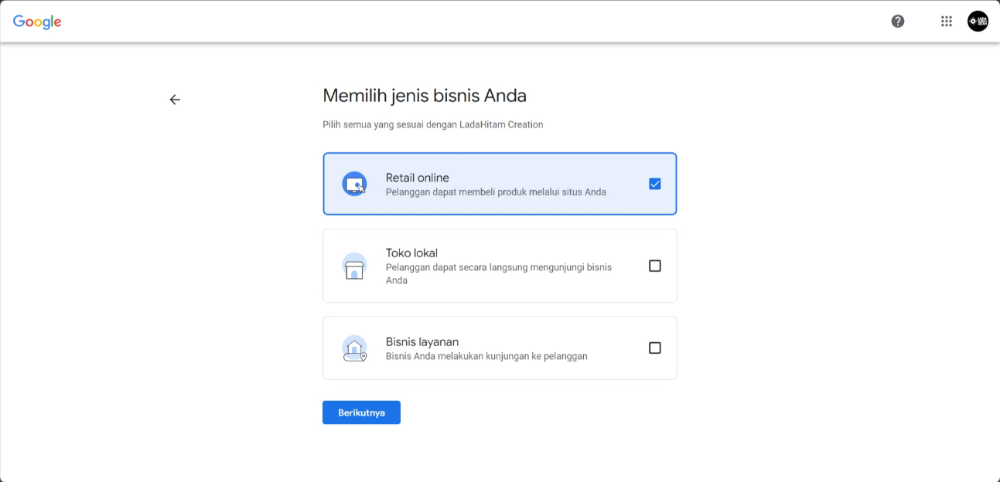 Google
Memilih jenis bisnis Anda
Pilih semua yang sesuai dengan LadaHitam Creation
Retail online
Pelanggan dapat membeli produk melalui situs Anda
Toko lokal
Pelanggan dapat secara langsung mengunjungi bisnis
Anda
Bisnis layanan
Bisnis Anda melakukan kunjungan ke pelanggan
Berikutnya